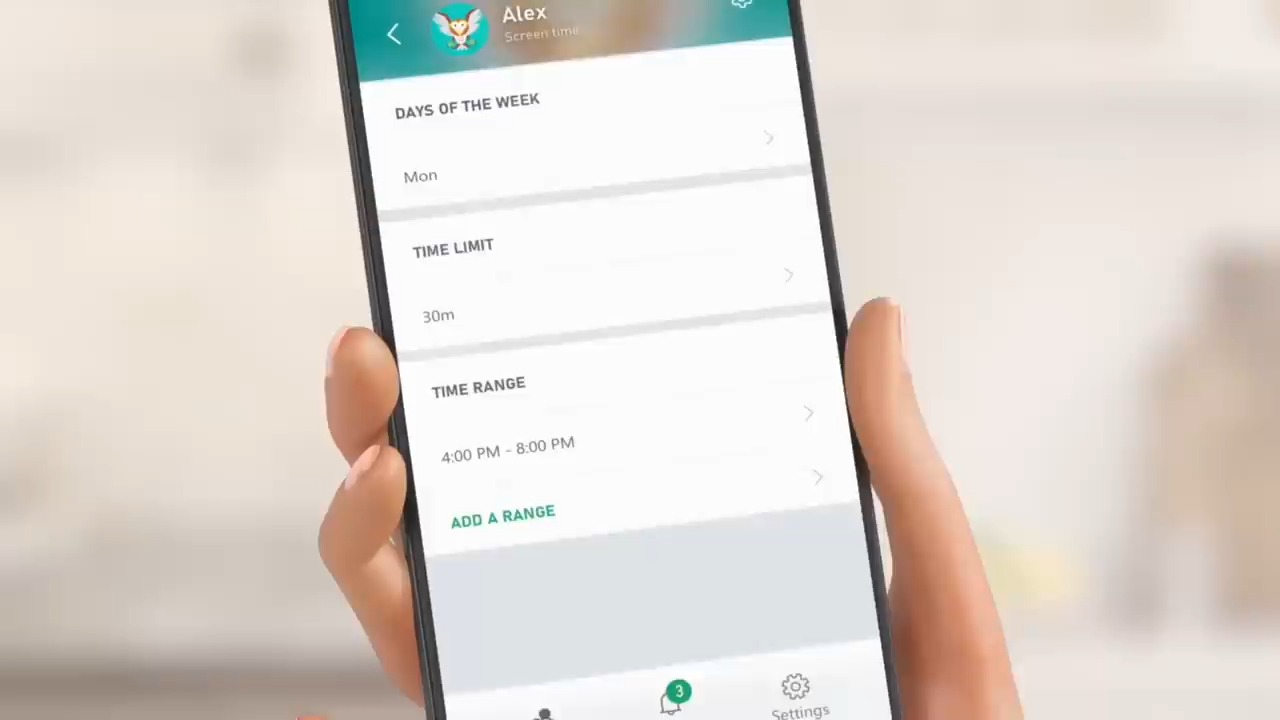 Alex
Screen time
DAYS OF THE WEEK
Mon
TIME LIMIT
30m
TIME RANGE
4:00 PM - 8:00 PM
ADD A RANGE
3
Settings